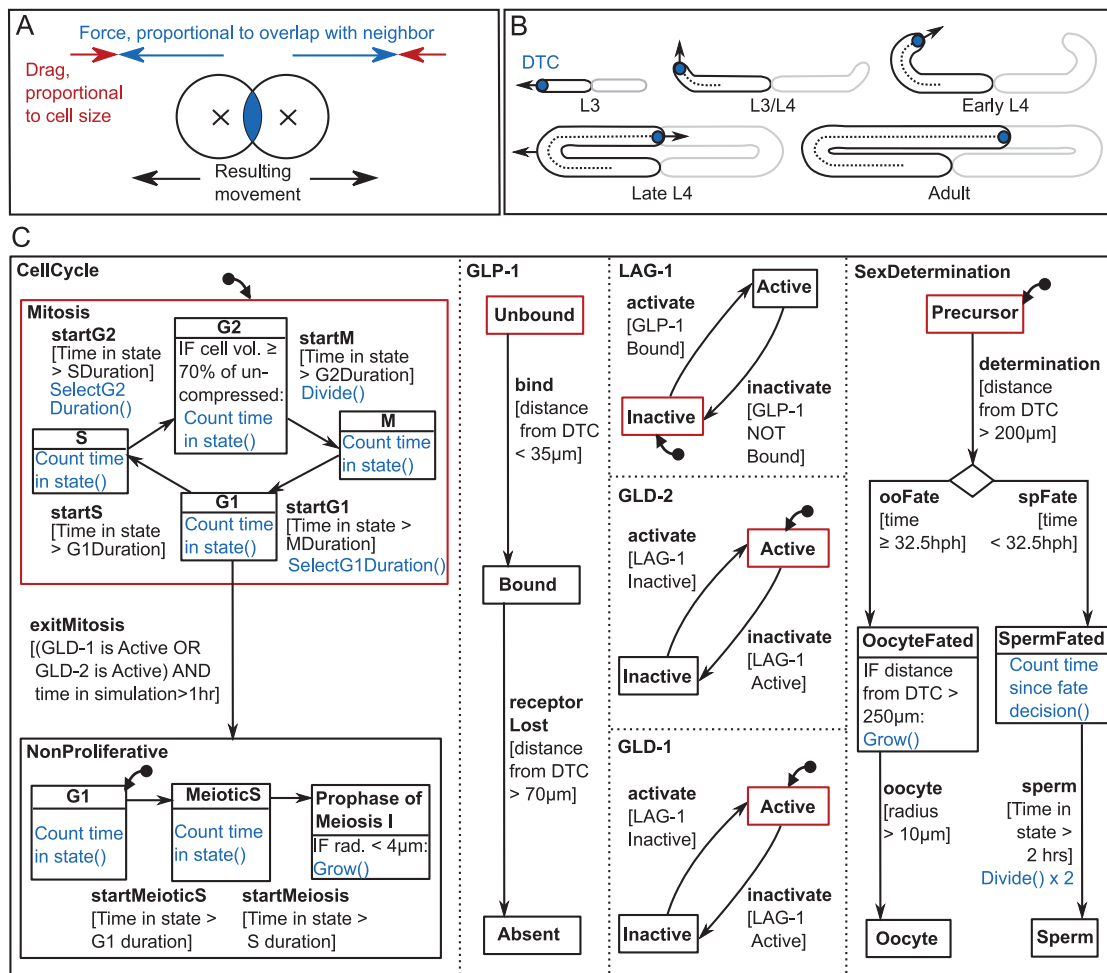 A
Force, proportional to overlap with neighbor
Drag,
proportional
to cell size
Resulting
movement
B
DTC
L3
L3/L4
Early L4
Late L4
Adult
C
CellCycle
Mitosis
startG2
[Time in state
> SDuration]
SelectG2
Duration()
G2
IF cell vol. ≥
70% of un-
compressed:
Count time
in state()
startM
[Time in state
> G2Duration]
Divide()
S
Count time
in state()
M
Count time
in state()
G1
Count time
in state()
startS
[Time in state
> G1Duration]
startG1
[Time in state >
MDuration]
SelectG1Duration()
exitMitosis
[(GLD-1 is Active OR
GLD-2 is Active) AND
time in simulation>1hr]
NonProliferative
G1
Count time
in state()
MeioticS
Count time
in state()
Prophase of
Meiosis I
IF rad. < 4µm:
Grow()
startMeioticS
[Time in state >
G1 duration]
startMeiosis
[Time in state >
S duration]
GLP-1
Unbound
bind
[distance
from DTC
< 35µm]
Bound
receptor
Lost
[distance
from DTC
> 70µm]
Absent
LAG-1
Active
activate
[GLP-1
Bound]
Inactive
inactivate
[GLP-1
NOT
Bound]
GLD-2
activate
[LAG-1
Inactive]
Active
Inactive
inactivate
[LAG-1
Active]
GLD-1
activate
[LAG-1
Inactive]
Active
Inactive
inactivate
[LAG-1
Active]
SexDetermination
Precursor
determination
[distance
from DTC
> 200µm]
ooFate
[time
≥ 32.5hph]
spFate
[time
< 32.5hph]
OocyteFated
IF distance
from DTC >
250µm:
Grow()
SpermFated
Count time
since fate
decision()
oocyte
[radius
> 10µm]
sperm
[Time in
state >
2 hrs]
Divide() x 2
Oocyte
Sperm